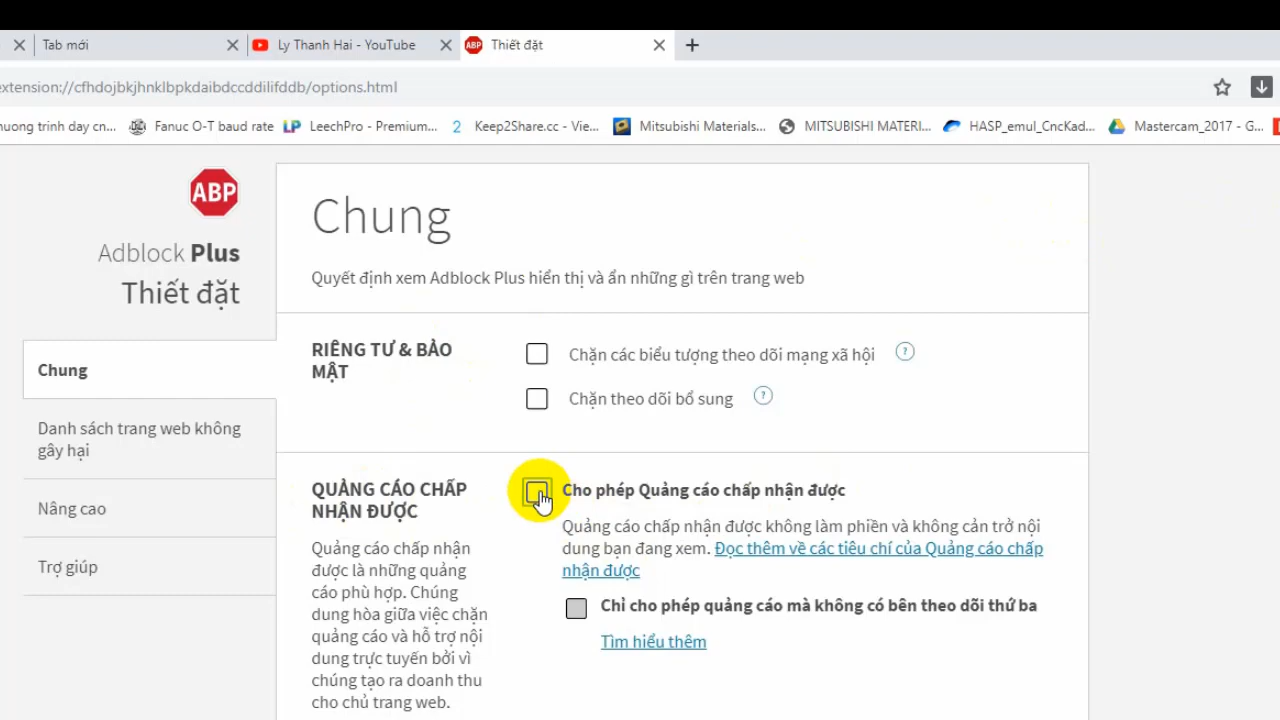 Tab mới
Ly Thanh Hai - YouTube
ABP Thiết đặt
extension://cfhdojbkjhnklbpkdaibdccddilifddb/options.html
huong trinh day cn... Fanuc O-T baud rate LP LeechPro - Premium... 2 Keep2Share.cc - Vie... Mitsubishi Materials... MITSUBISHI MATERI... HASP_emul_CncKad... Mastercam_2017 - G...
ABP
Adblock Plus
Thiết đặt
Chung
Danh sách trang web không
gây hại
Nâng cao
Trợ giúp
Chung
Quyết định xem Adblock Plus hiển thị và ẩn những gì trên trang web
RIÊNG TƯ & BẢO
MẬT
Chặn các biểu tượng theo dõi mạng xã hội ?
Chặn theo dõi bổ sung ?
QUẢNG CÁO CHẤP
NHẬN ĐƯỢC
Quảng cáo chấp nhận
được là những quảng
cáo phù hợp. Chúng
dung hòa giữa việc chặn
quảng cáo và hỗ trợ nội
dung trực tuyến bởi vì
chúng tạo ra doanh thu
cho chủ trang web.
Cho phép Quảng cáo chấp nhận được
Quảng cáo chấp nhận được không làm phiền và không cản trở nội
dung bạn đang xem. Đọc thêm về các tiêu chí của Quảng cáo chấp
nhận được
Chỉ cho phép quảng cáo mà không có bên theo dõi thứ ba
Tìm hiểu thêm